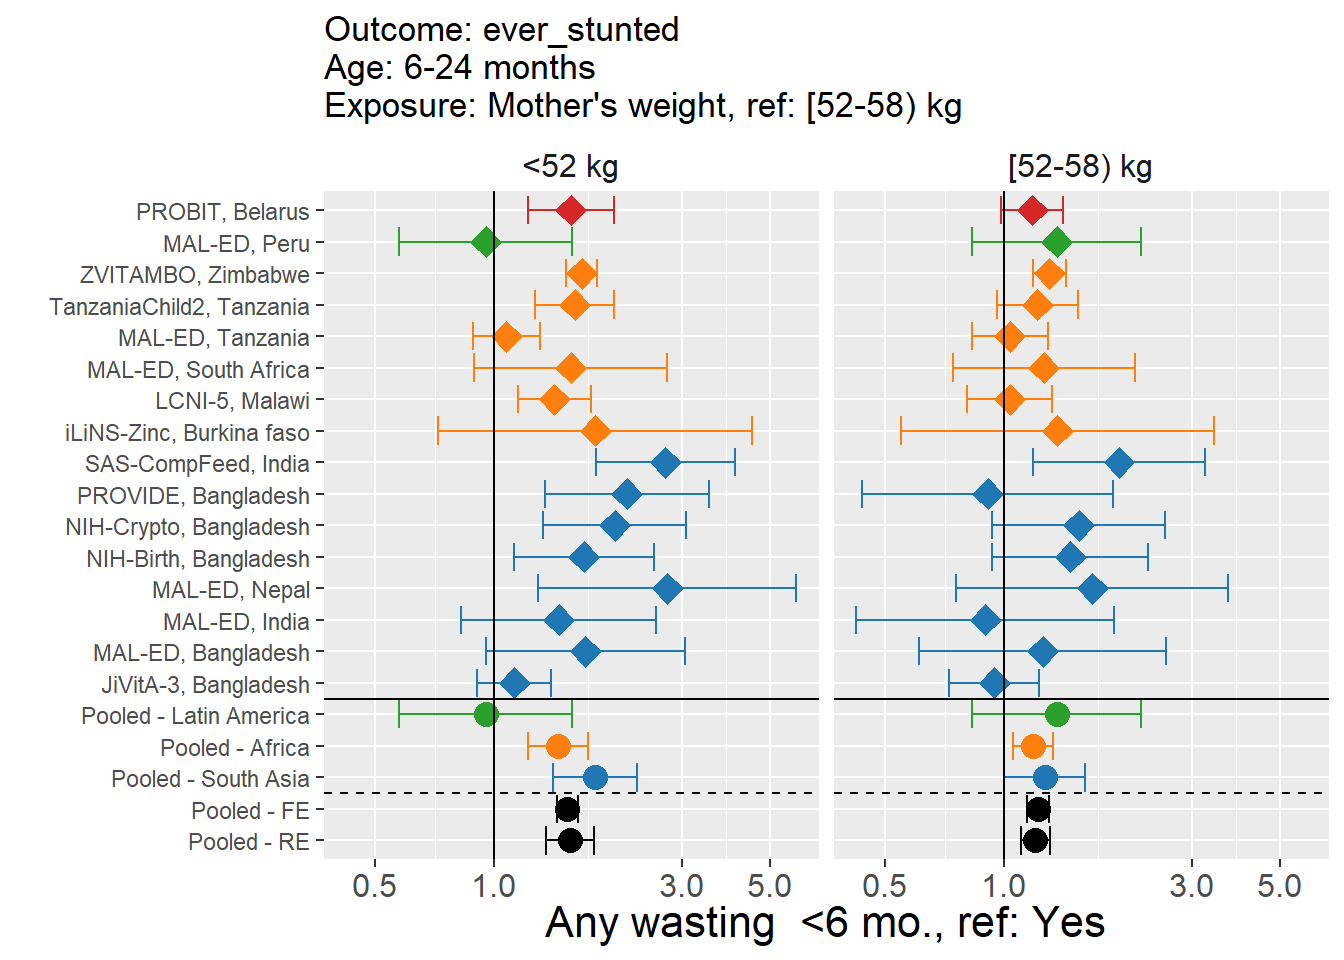 Outcome: ever_stunted
Age: 6-24 months
Exposure: Mother's weight, ref: [52-58) kg
<52 kg
[52-58) kg
PROBIT, Belarus
MAL-ED, Peru
ZVITAMBO, Zimbabwe
TanzaniaChild2, Tanzania
MAL-ED, Tanzania
MAL-ED, South Africa
LCNI-5, Malawi
iLiNS-Zinc, Burkina faso
SAS-CompFeed, India
PROVIDE, Bangladesh
NIH-Crypto, Bangladesh
NIH-Birth, Bangladesh
MAL-ED, Nepal
MAL-ED, India
MAL-ED, Bangladesh
JiVitA-3, Bangladesh
Pooled - Latin America
Pooled - Africa
Pooled - South Asia
Pooled - FE
Pooled - RE
0.5 1.0 3.0 5.0
0.5 1.0 3.0 5.0
Any wasting  <6 mo., ref: Yes